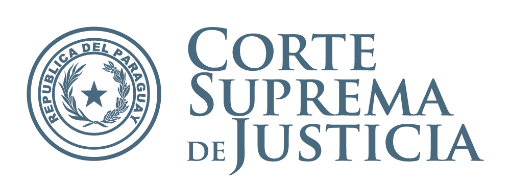 REPUBLICA DEL PARAGUAY
CORTE
SUPREMA
DE JUSTICIA